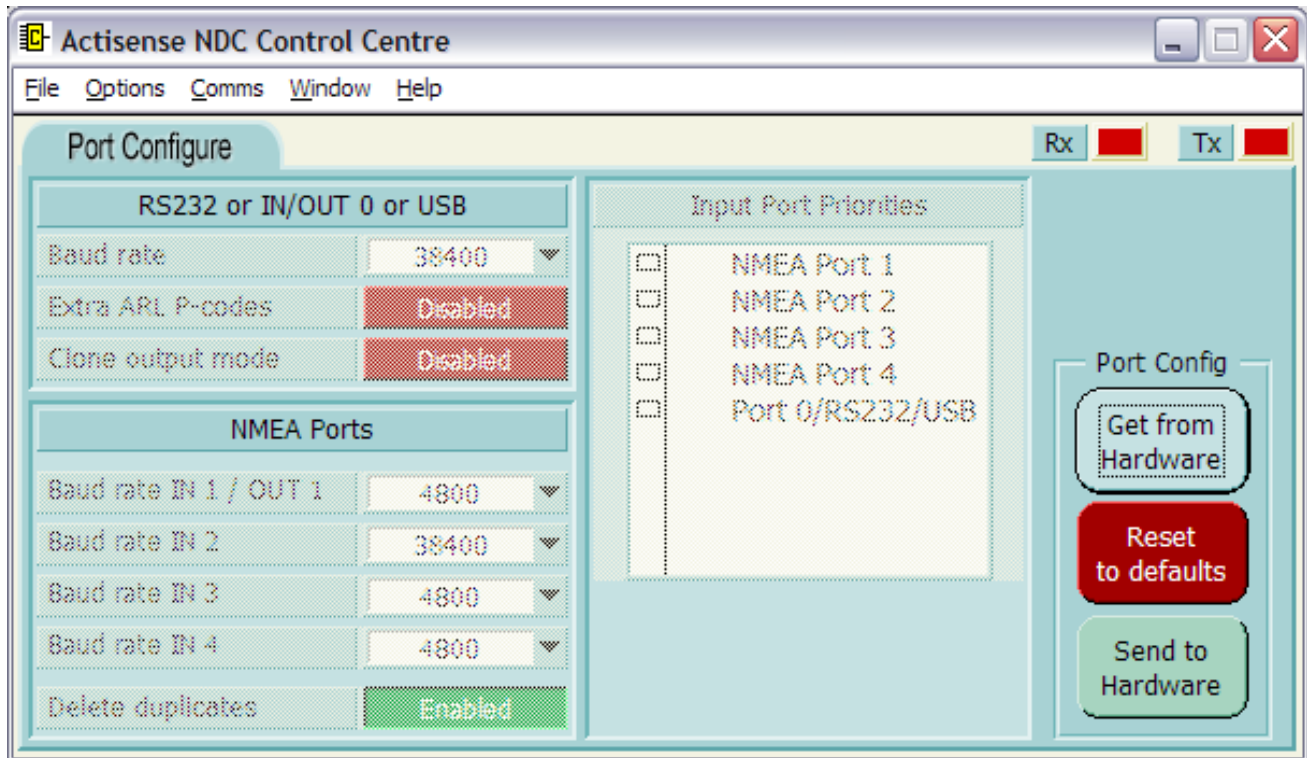 Actisense NDC Control Centre
File Options Comms Window Help
Port Configure
Rx Tx
RS232 or IN/OUT 0 or USB
Baud rate 38400
Extra ARL P-codes Disabled
Clone output mode Disabled
NMEA Ports
Baud rate IN 1 / OUT 1 4800
Baud rate IN 2 38400
Baud rate IN 3 4800
Baud rate IN 4 4800
Delete duplicates Enabled
Input Port Priorities
NMEA Port 1
NMEA Port 2
NMEA Port 3
NMEA Port 4
Port 0/RS232/USB
Port Config
Get from
Hardware
Reset
to defaults
Send to
Hardware